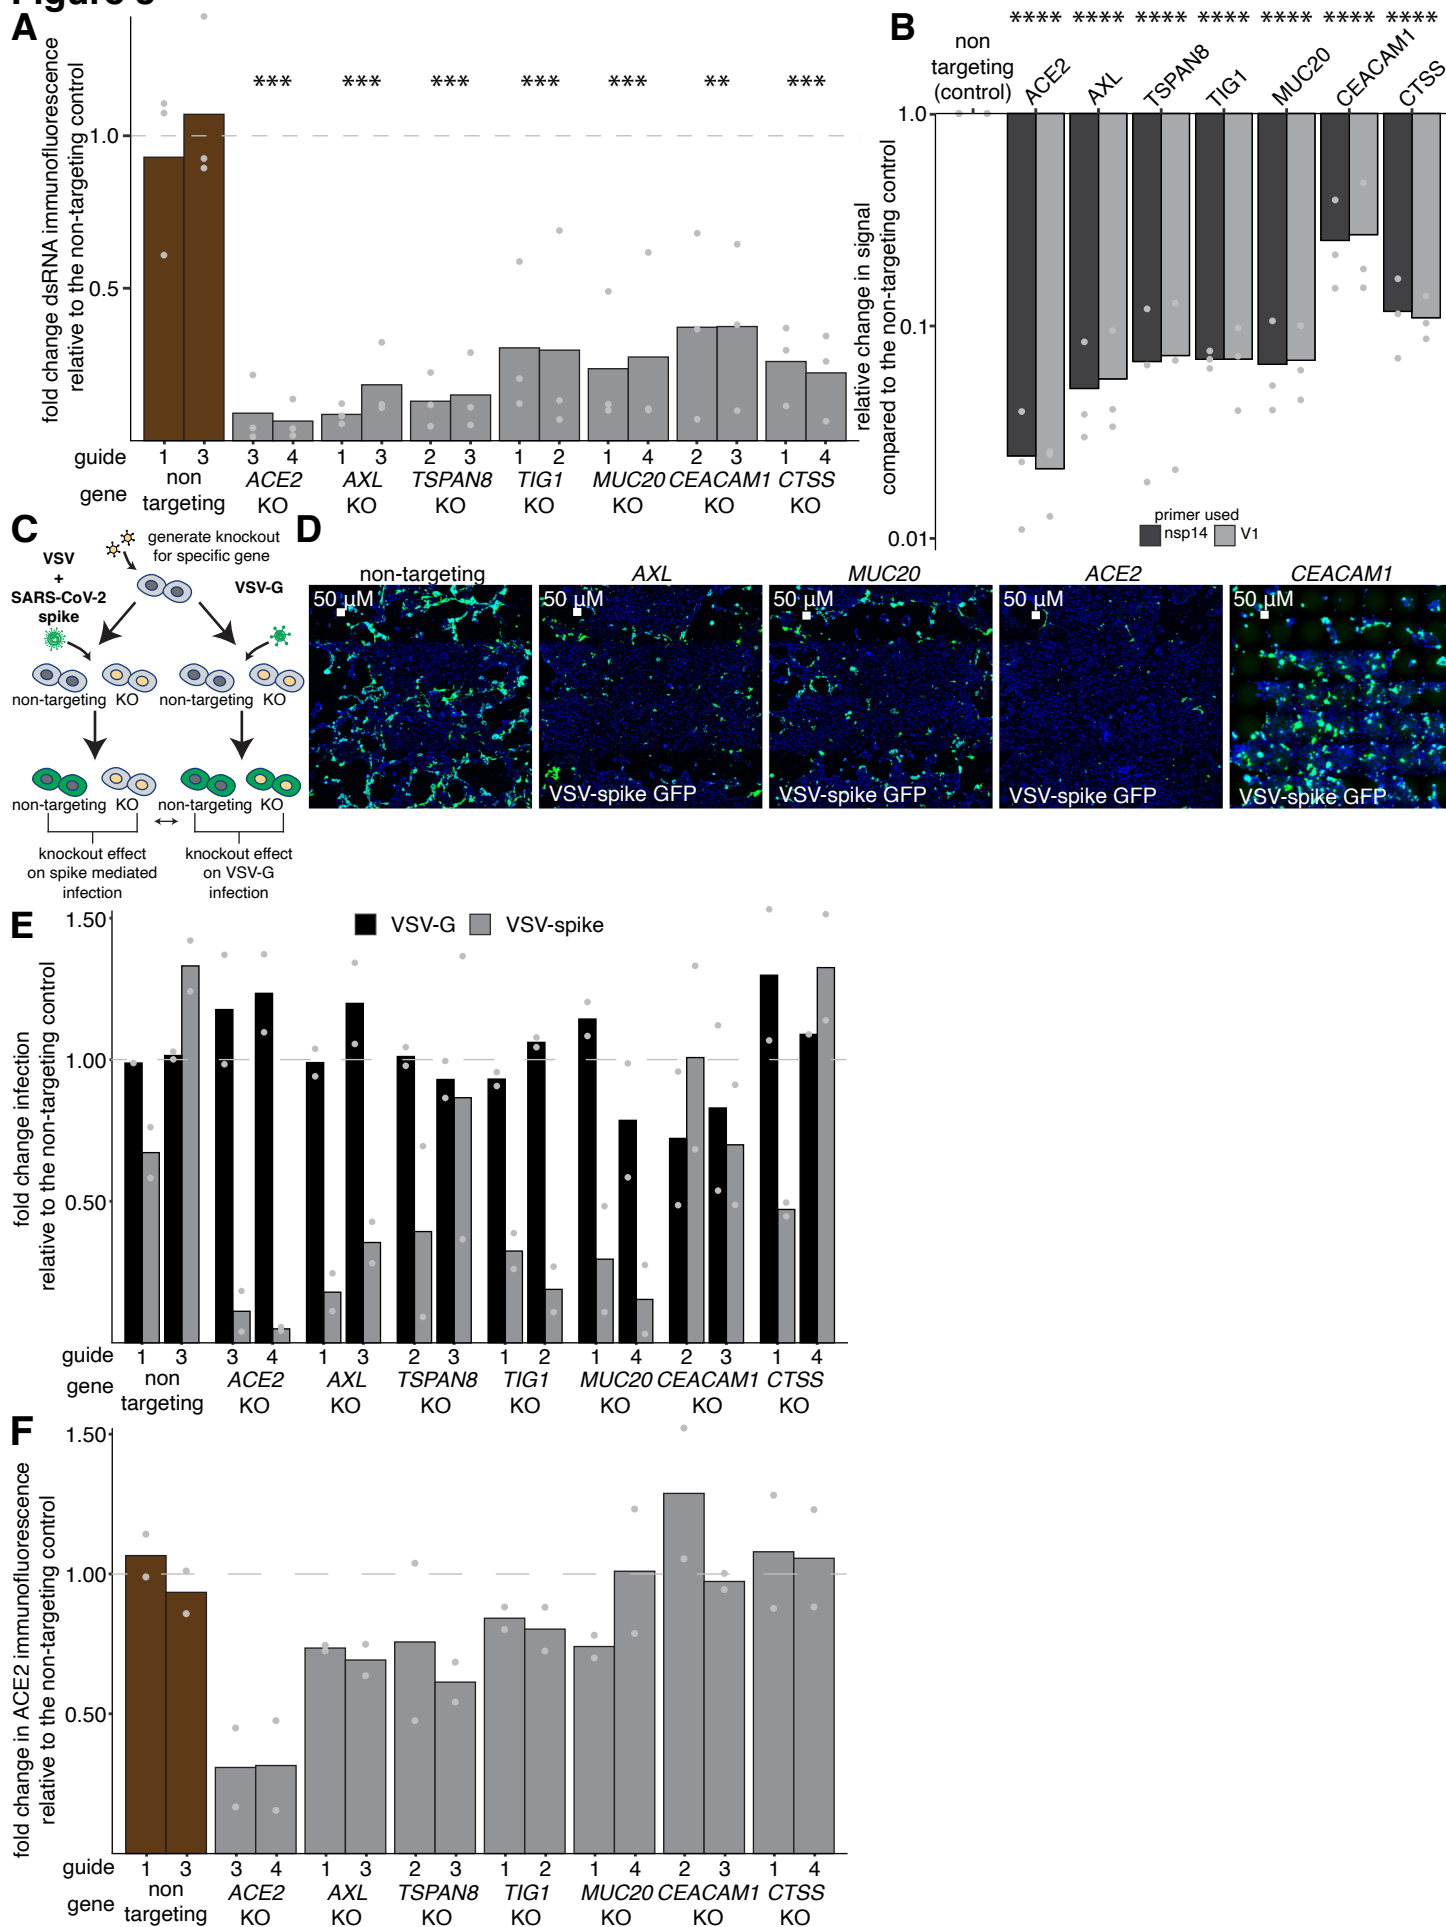 A
fold change dsRNA immunofluorescence
relative to the non-targeting control
1.0
0.5
*** *** *** *** *** ** ***
guide 1 3 3 4 1 3 2 3 1 2 1 4 2 3 1 4
gene
non targeting
ACE2 KO
AXL KO
TSPAN8 KO
TIG1 KO
MUC20 KO
CEACAM1 KO
CTSS KO
B
**** **** **** **** **** **** ****
non
targeting
(control)
ACE2
AXL
TSPAN8
TIG1
MUC20
CEACAM1
CTSS
relative change in signal
compared to the non-targeting control
1.0
0.1
0.01
primer used
nsp14 V1
C
generate knockout
for specific gene
VSV
+
SARS-CoV-2
spike
VSV-G
non-targeting KO non-targeting KO
non-targeting KO non-targeting KO
knockout effect
on spike mediated
infection
knockout effect
on VSV-G
infection
D
non-targeting AXL MUC20 ACE2 CEACAM1
50 µM 50 µM 50 µM 50 µM 50 µM
VSV-spike GFP VSV-spike GFP VSV-spike GFP VSV-spike GFP
E
VSV-G VSV-spike
fold change infection
relative to the non-targeting control
1.50
1.00
0.50
guide 1 3 3 4 1 3 2 3 1 2 1 4 2 3 1 4
gene
non targeting
ACE2 KO
AXL KO
TSPAN8 KO
TIG1 KO
MUC20 KO
CEACAM1 KO
CTSS KO
F
fold change in ACE2 immunofluorescence
relative to the non-targeting control
1.50
1.00
0.50
guide 1 3 3 4 1 3 2 3 1 2 1 4 2 3 1 4
gene
non targeting
ACE2 KO
AXL KO
TSPAN8 KO
TIG1 KO
MUC20 KO
CEACAM1 KO
CTSS KO